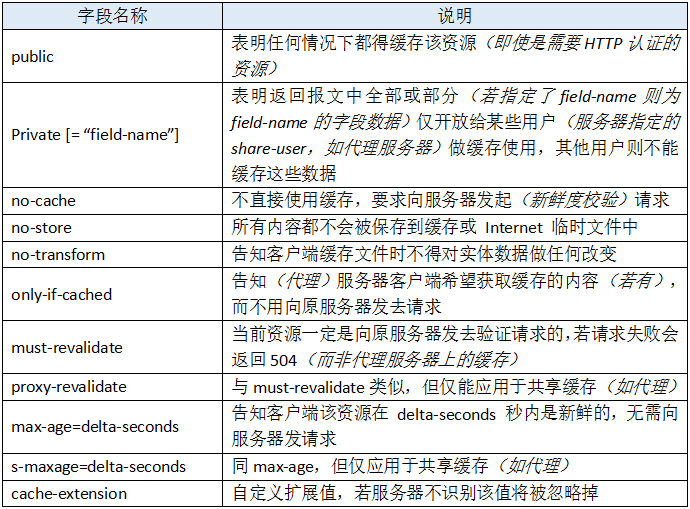 字段名称 说明
public 表明任何情况下都得缓存该资源（即使是需要 HTTP 认证的
资源）
Private [= “field-name”] 表明返回报文中全部或部分（若指定了 field-name 则为
field-name 的字段数据）仅开放给某些用户（服务器指定的
share-user，如代理服务器）做缓存使用，其他用户则不能
缓存这些数据
no-cache 不直接使用缓存，要求向服务器发起（新鲜度校验）请求
no-store 所有内容都不会被保存到缓存或 Internet 临时文件中
no-transform 告知客户端缓存文件时不得对实体数据做任何改变
only-if-cached 告知（代理）服务器客户端希望获取缓存的内容（若有），
而不用向原服务器发去请求
must-revalidate 当前资源一定是向原服务器发去验证请求的，若请求失败会
返回 504（而非代理服务器上的缓存）
proxy-revalidate 与 must-revalidate 类似，但仅能应用于共享缓存（如代理）
max-age=delta-seconds 告知客户端该资源在 delta-seconds 秒内是新鲜的，无需向
服务器发请求
s-maxage=delta-seconds 同 max-age，但仅应用于共享缓存（如代理）
cache-extension 自定义扩展值，若服务器不识别该值将被忽略掉